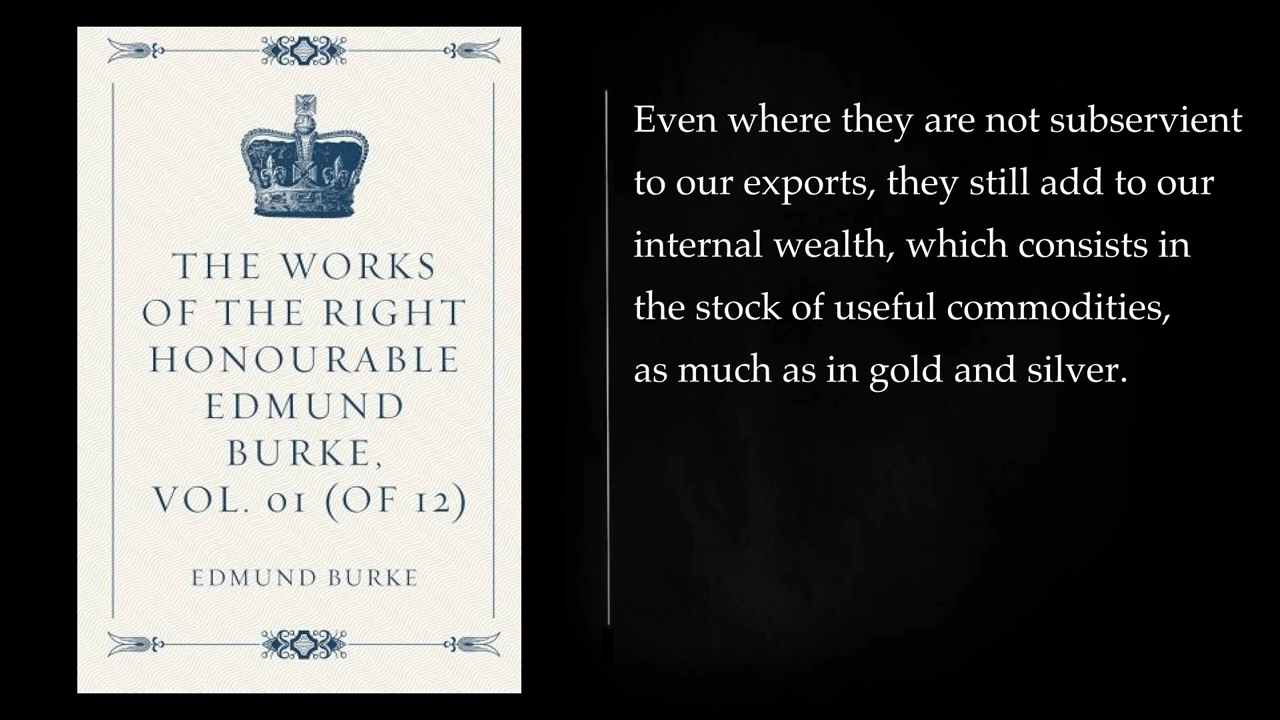 THE WORKS
OF THE RIGHT
HONOURABLE
EDMUND
BURKE,
VOL. 01 (OF 12)
EDMUND BURKE
Even where they are not subservient
to our exports, they still add to our
internal wealth, which consists in
the stock of useful commodities,
as much as in gold and silver.